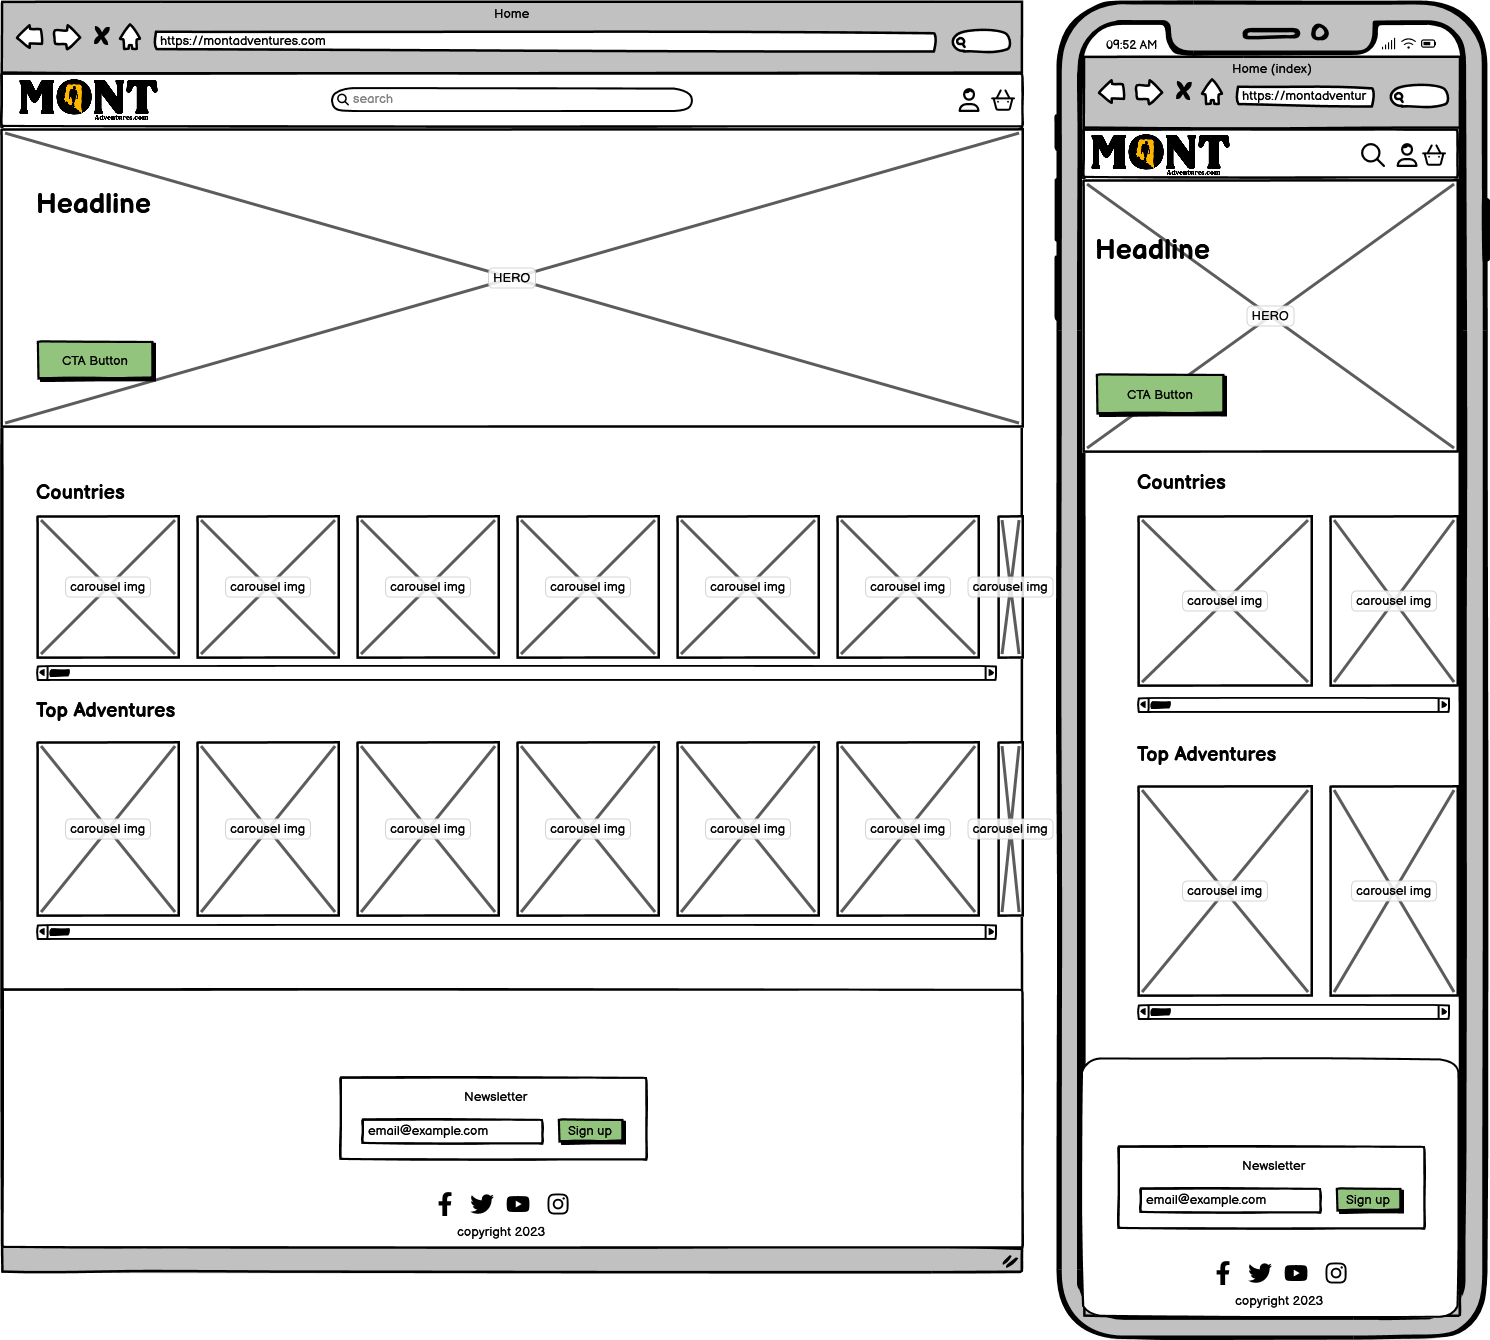 Home
https://montadventures.com
MONT
Adventures.com
search
Headline
HERO
CTA Button
Countries
carousel img
carousel img
carousel img
carousel img
carousel img
carousel img
carousel img
Top Adventures
carousel img
carousel img
carousel img
carousel img
carousel img
carousel img
carousel img
Newsletter
email@example.com
Sign up
copyright 2023
09:52 AM
Home (index)
https://montadventur
MONT
Adventures.com
Headline
HERO
CTA Button
Countries
carousel img
carousel img
Top Adventures
carousel img
carousel img
Newsletter
email@example.com
Sign up
copyright 2023